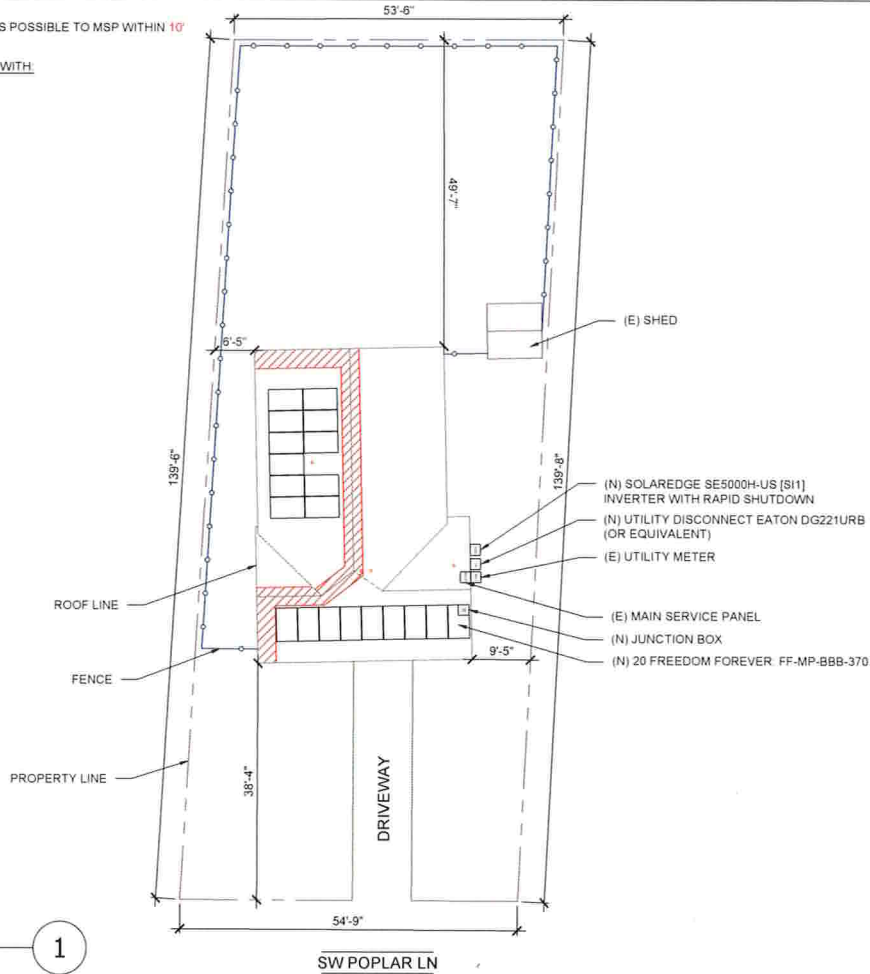 53'-6"
S POSSIBLE TO MSP WITHIN 10'
WITH:
49'-7"
(E) SHED
6'-5"
139'-6"
139'-8"
(N) SOLAREDGE SE5000H-US [SI1]
INVERTER WITH RAPID SHUTDOWN
(N) UTILITY DISCONNECT EATON DG221URB
(OR EQUIVALENT)
(E) UTILITY METER
ROOF LINE
(E) MAIN SERVICE PANEL
(N) JUNCTION BOX
(N) 20 FREEDOM FOREVER FF-MP-BBB-370
9'-5"
FENCE
PROPERTY LINE
38'-4"
DRIVEWAY
54'-9"
1
SW POPLAR LN